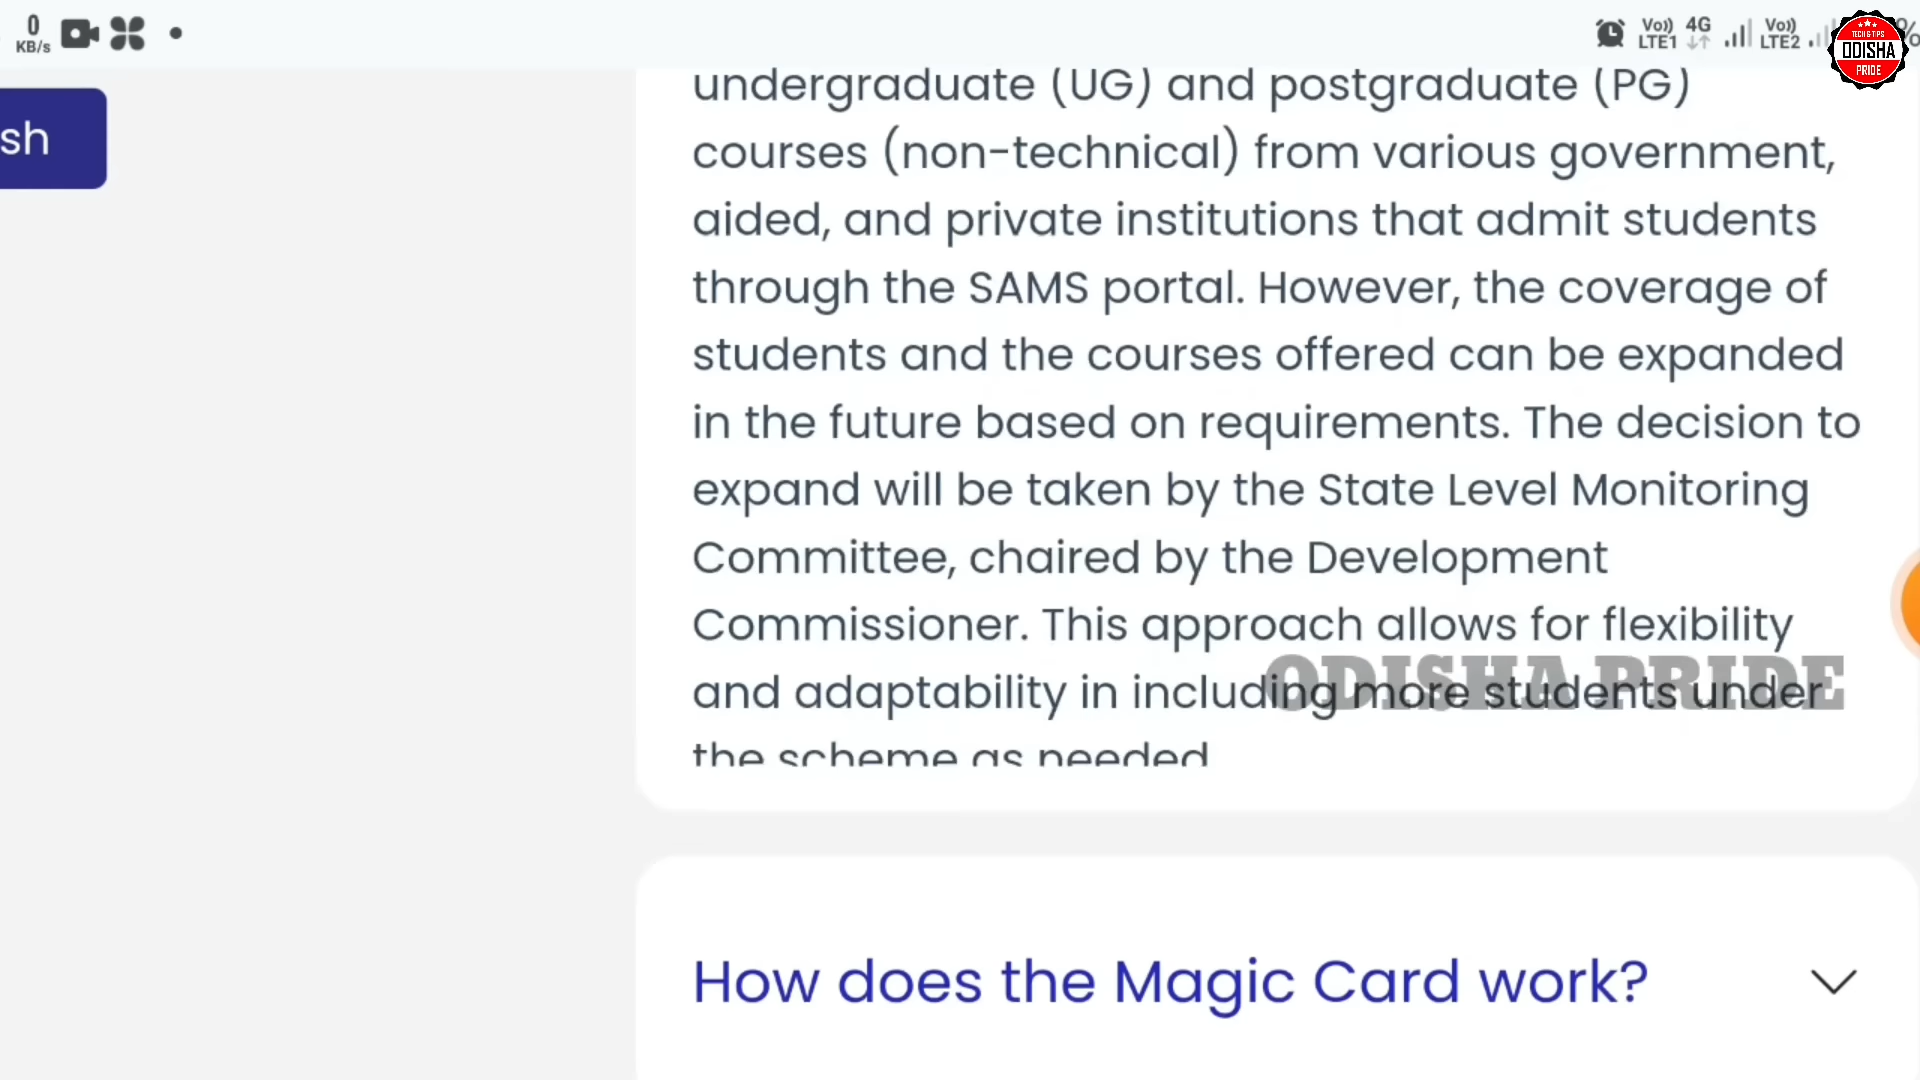 0
KB/s
Vo))
LTE1
4G
Vo))
LTE2
%
TECH & TIPS
ODISHA
PRIDE
sh
undergraduate (UG) and postgraduate (PG)
courses (non-technical) from various government,
aided, and private institutions that admit students
through the SAMS portal. However, the coverage of
students and the courses offered can be expanded
in the future based on requirements. The decision to
expand will be taken by the State Level Monitoring
Committee, chaired by the Development
Commissioner. This approach allows for flexibility
and adaptability in including more students under
ODISHA PRIDE
the scheme as needed
How does the Magic Card work?